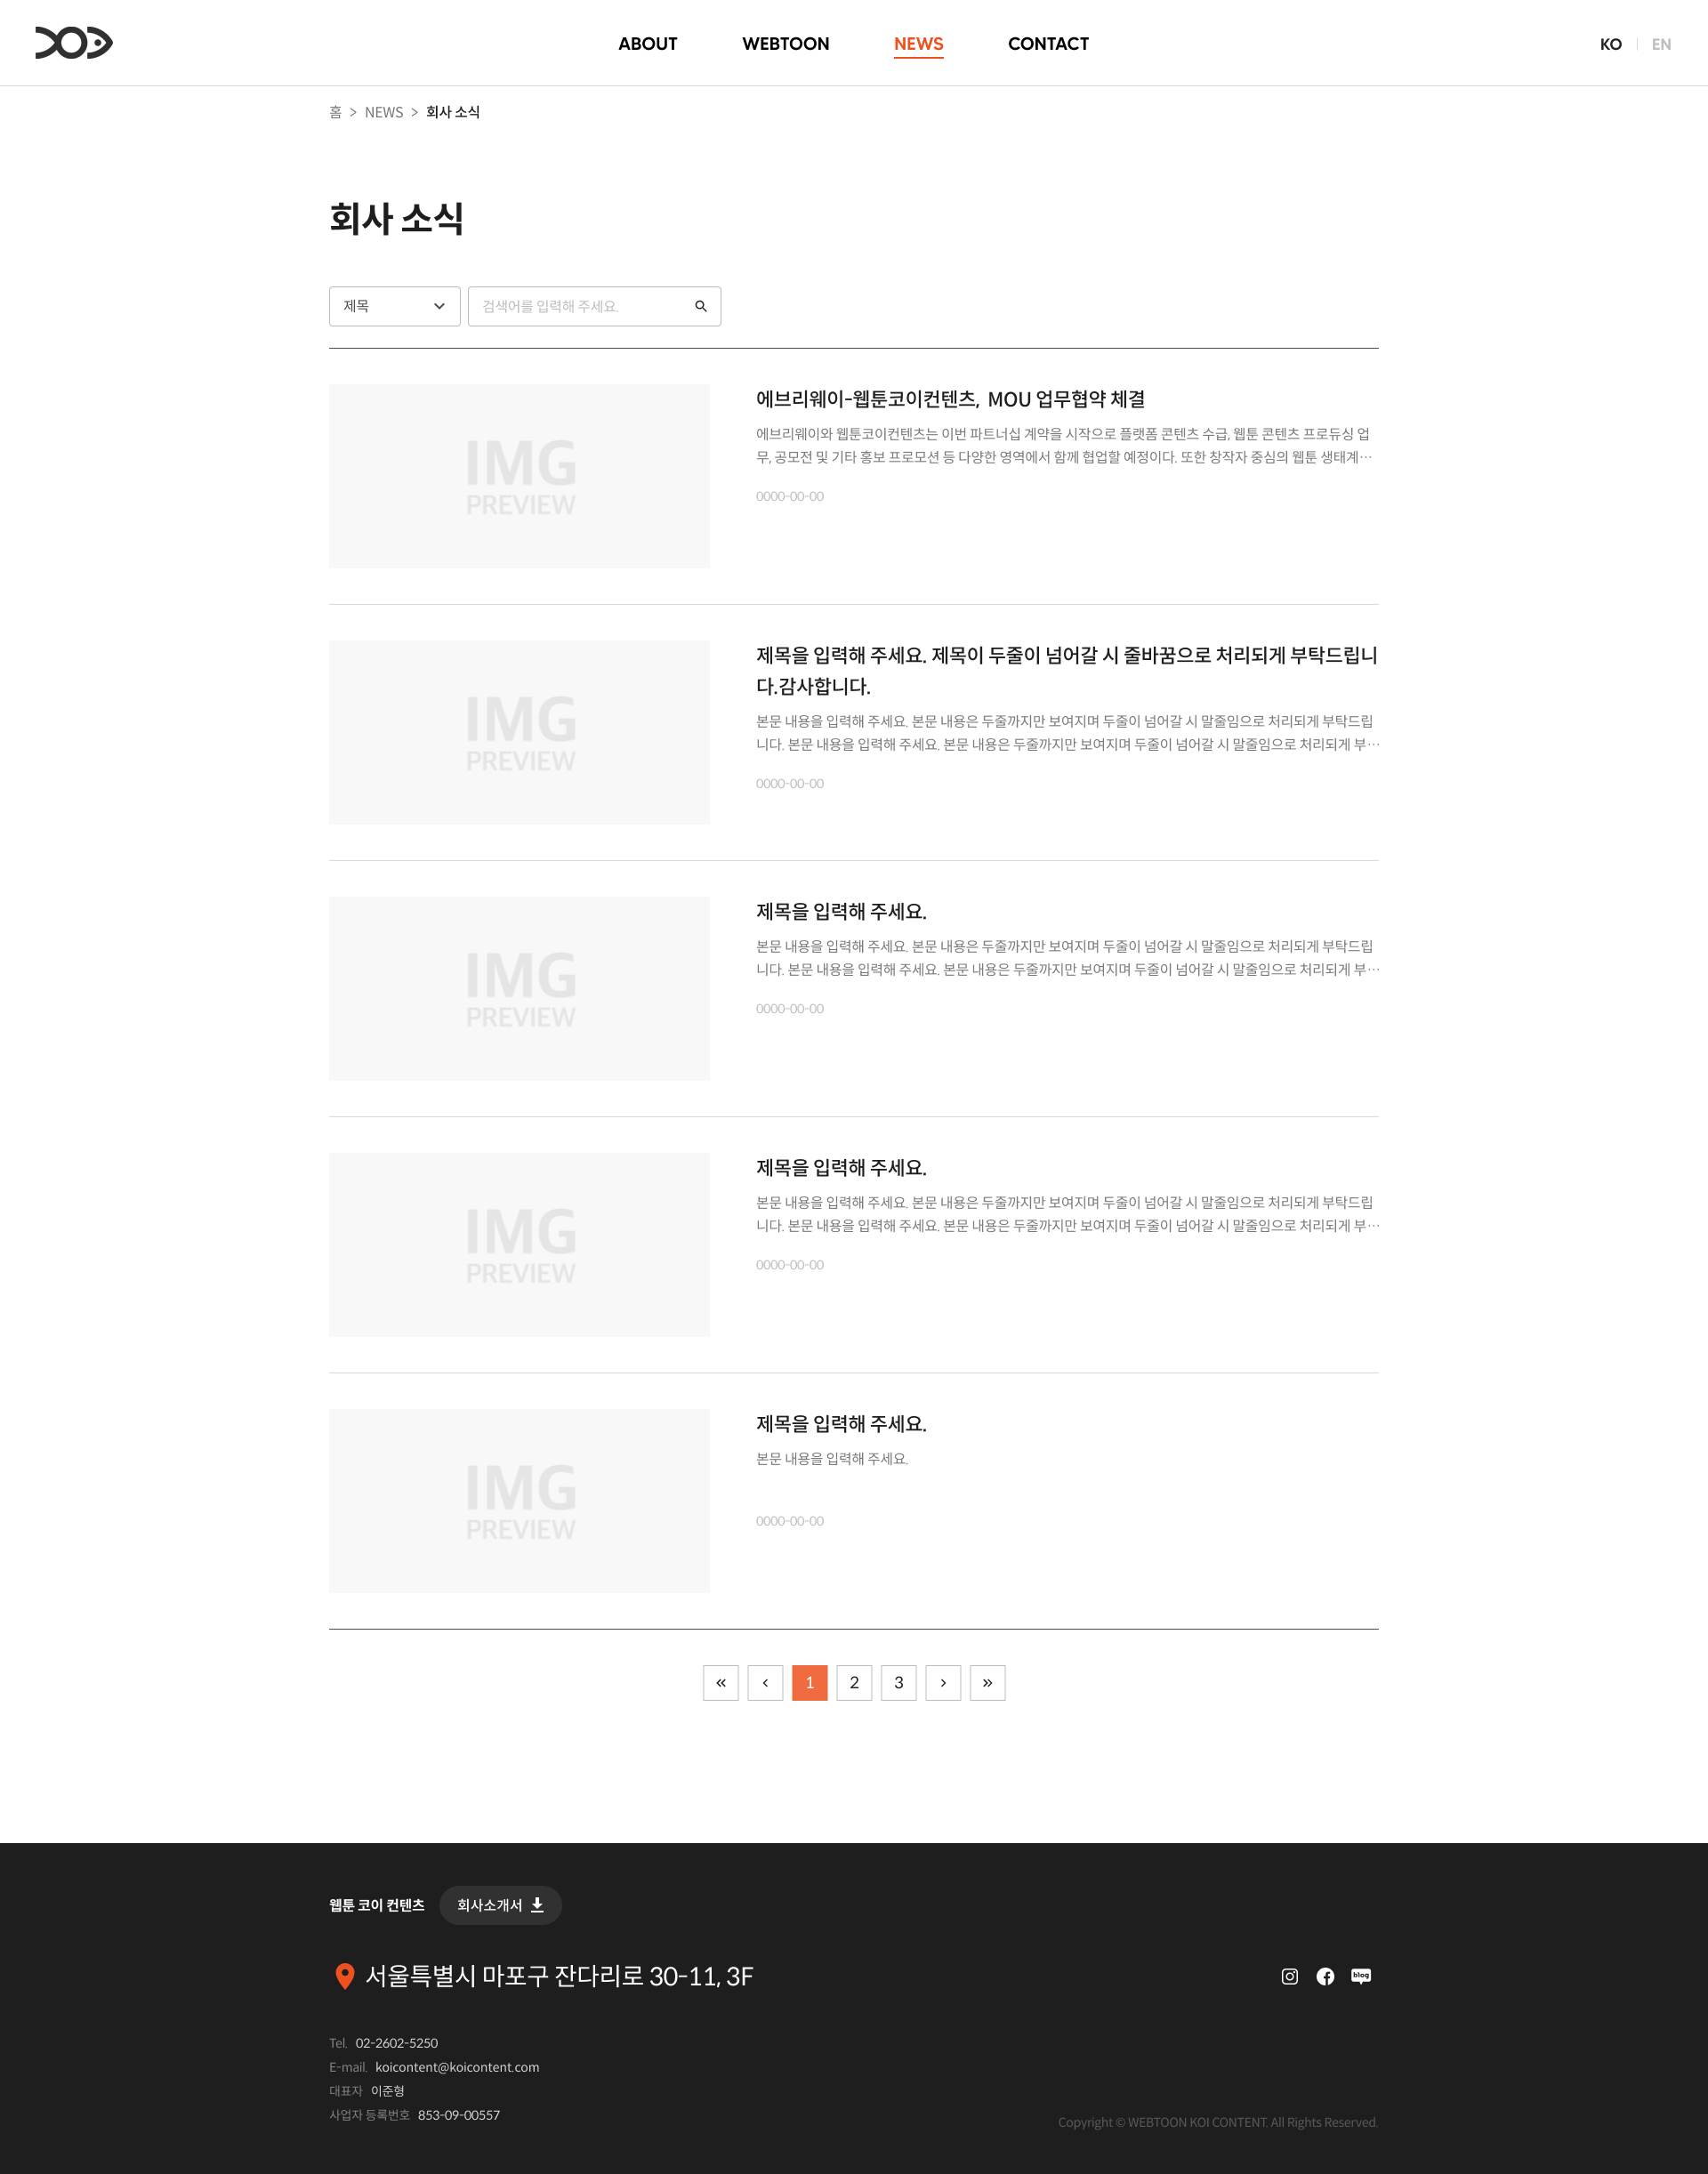 KOI
ABOUT WEBTOON NEWS CONTACT
KO | EN
홈 > NEWS > 회사 소식
회사 소식
제목
검색어를 입력해 주세요.
IMG
PREVIEW
에브리웨이-웹툰코이컨텐츠, MOU 업무협약 체결
에브리웨이와 웹툰코이컨텐츠는 이번 파트너십 계약을 시작으로 플랫폼 콘텐츠 수급, 웹툰 콘텐츠 프로듀싱 업
무, 공모전 및 기타 홍보 프로모션 등 다양한 영역에서 함께 협업할 예정이다. 또한 창작자 중심의 웹툰 생태계…
0000-00-00
IMG
PREVIEW
제목을 입력해 주세요. 제목이 두줄이 넘어갈 시 줄바꿈으로 처리되게 부탁드립니
다.감사합니다.
본문 내용을 입력해 주세요. 본문 내용은 두줄까지만 보여지며 두줄이 넘어갈 시 말줄임으로 처리되게 부탁드립
니다. 본문 내용을 입력해 주세요. 본문 내용은 두줄까지만 보여지며 두줄이 넘어갈 시 말줄임으로 처리되게 부…
0000-00-00
IMG
PREVIEW
제목을 입력해 주세요.
본문 내용을 입력해 주세요. 본문 내용은 두줄까지만 보여지며 두줄이 넘어갈 시 말줄임으로 처리되게 부탁드립
니다. 본문 내용을 입력해 주세요. 본문 내용은 두줄까지만 보여지며 두줄이 넘어갈 시 말줄임으로 처리되게 부…
0000-00-00
IMG
PREVIEW
제목을 입력해 주세요.
본문 내용을 입력해 주세요. 본문 내용은 두줄까지만 보여지며 두줄이 넘어갈 시 말줄임으로 처리되게 부탁드립
니다. 본문 내용을 입력해 주세요. 본문 내용은 두줄까지만 보여지며 두줄이 넘어갈 시 말줄임으로 처리되게 부…
0000-00-00
IMG
PREVIEW
제목을 입력해 주세요.
본문 내용을 입력해 주세요.
0000-00-00
« ‹ 1 2 3 › »
웹툰 코이 컨텐츠 회사소개서
서울특별시 마포구 잔다리로 30-11, 3F
blog
Tel. 02-2602-5250
E-mail. koicontent@koicontent.com
대표자 이준형
사업자 등록번호 853-09-00557
Copyright © WEBTOON KOI CONTENT. All Rights Reserved.